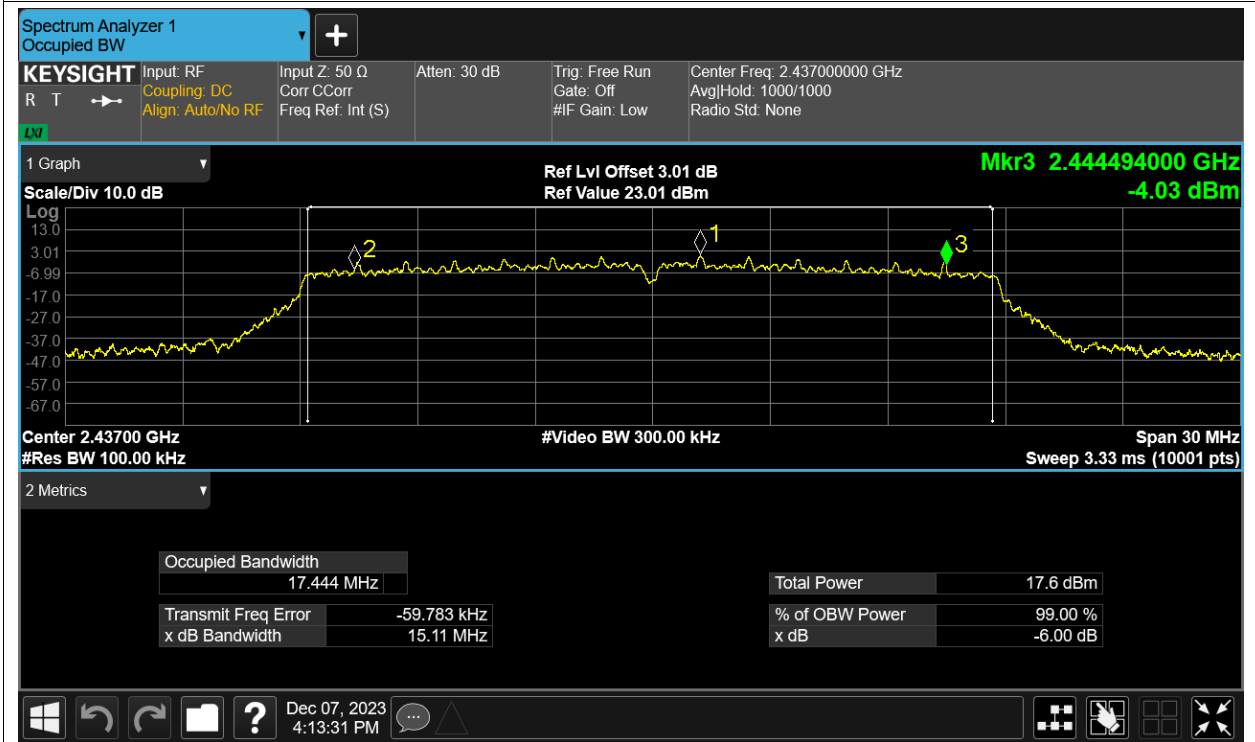 Spectrum Analyzer 1
Occupied BW
+
KEYSIGHT Input: RF Input Z: 50 Ω Atten: 30 dB Trig: Free Run Center Freq: 2.437000000 GHz
R T Coupling: DC Corr CCorr Gate: Off Avg|Hold: 1000/1000
Align: Auto/No RF Freq Ref: Int (S) #IF Gain: Low Radio Std: None
LXI
1 Graph Ref Lvl Offset 3.01 dB Mkr3 2.444494000 GHz
Scale/Div 10.0 dB Ref Value 23.01 dBm -4.03 dBm
Log
13.0
3.01
-6.99
-17.0
-27.0
-37.0
-47.0
-57.0
-67.0
2
1
3
Center 2.43700 GHz #Video BW 300.00 kHz Span 30 MHz
#Res BW 100.00 kHz Sweep 3.33 ms (10001 pts)
2 Metrics
Occupied Bandwidth
17.444 MHz Total Power 17.6 dBm
Transmit Freq Error -59.783 kHz % of OBW Power 99.00 %
x dB Bandwidth 15.11 MHz x dB -6.00 dB
? Dec 07, 2023
4:13:31 PM